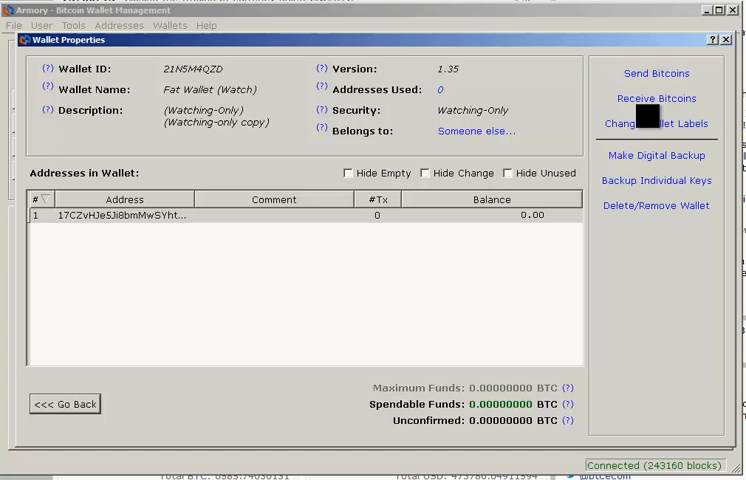 Armory - Bitcoin Wallet Management
File User Tools Addresses Wallets Help
Wallet Properties
(?) Wallet ID: 21N5M4QZD
(?) Version: 1.35
(?) Wallet Name: Fat Wallet (Watch)
(?) Addresses Used: 0
(?) Description: (Watching-Only)
(Watching-only copy)
(?) Security: Watching-Only
(?) Belongs to: Someone else...
Send Bitcoins
Receive Bitcoins
Labels
Make Digital Backup
Backup Individual Keys
Delete/Remove Wallet
Addresses in Wallet:
Hide Empty Hide Change Hide Unused
# Address Comment #Tx Balance
1 17CZvHJe5Ji8bmMwSYht... 0 0.00
Maximum Funds: 0.00000000 BTC (?)
Spendable Funds: 0.00000000 BTC (?)
Unconfirmed: 0.00000000 BTC (?)
<<< Go Back
Connected (243160 blocks)